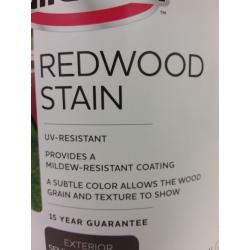 REDWOOD
STAIN
UV-RESISTANT
PROVIDES A
MILDEW-RESISTANT COATING
A SUBTLE COLOR ALLOWS THE WOOD
GRAIN AND TEXTURE TO SHOW
15 YEAR GUARANTEE
EXTERIOR